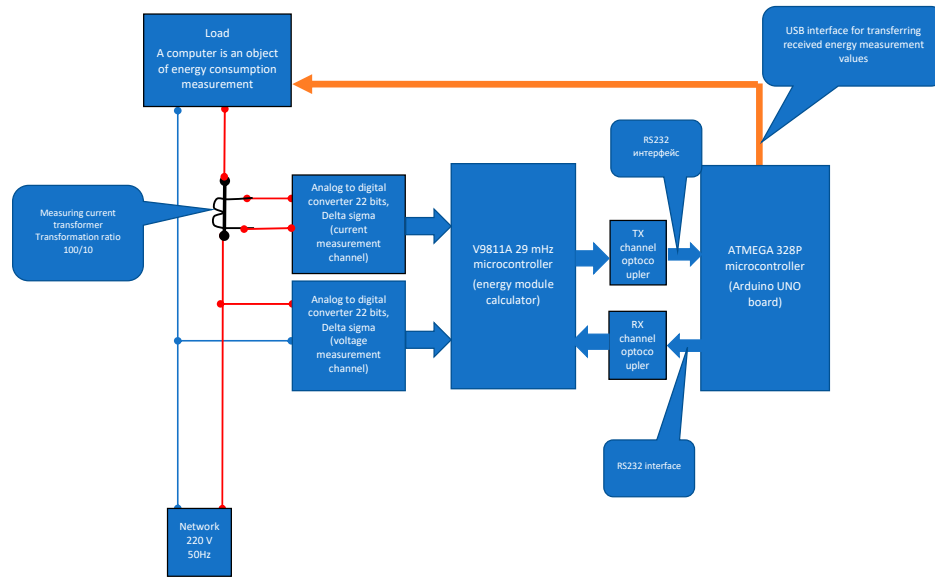 Load
A computer is an object
of energy consumption
measurement
USB interface for transferring
received energy measurement
values
RS232
интерфейс
Measuring current
transformer
Transformation ratio
100/10
Analog to digital
converter 22 bits,
Delta sigma
(current
measurement
channel)
V9811A 29 mHz
microcontroller
(energy module
calculator)
TX
channel
optoco
upler
ATMEGA 328P
microcontroller
(Arduino UNO
board)
Analog to digital
converter 22 bits,
Delta sigma
(voltage
measurement
channel)
RX
channel
optoco
upler
RS232 interface
Network
220 V
50Hz